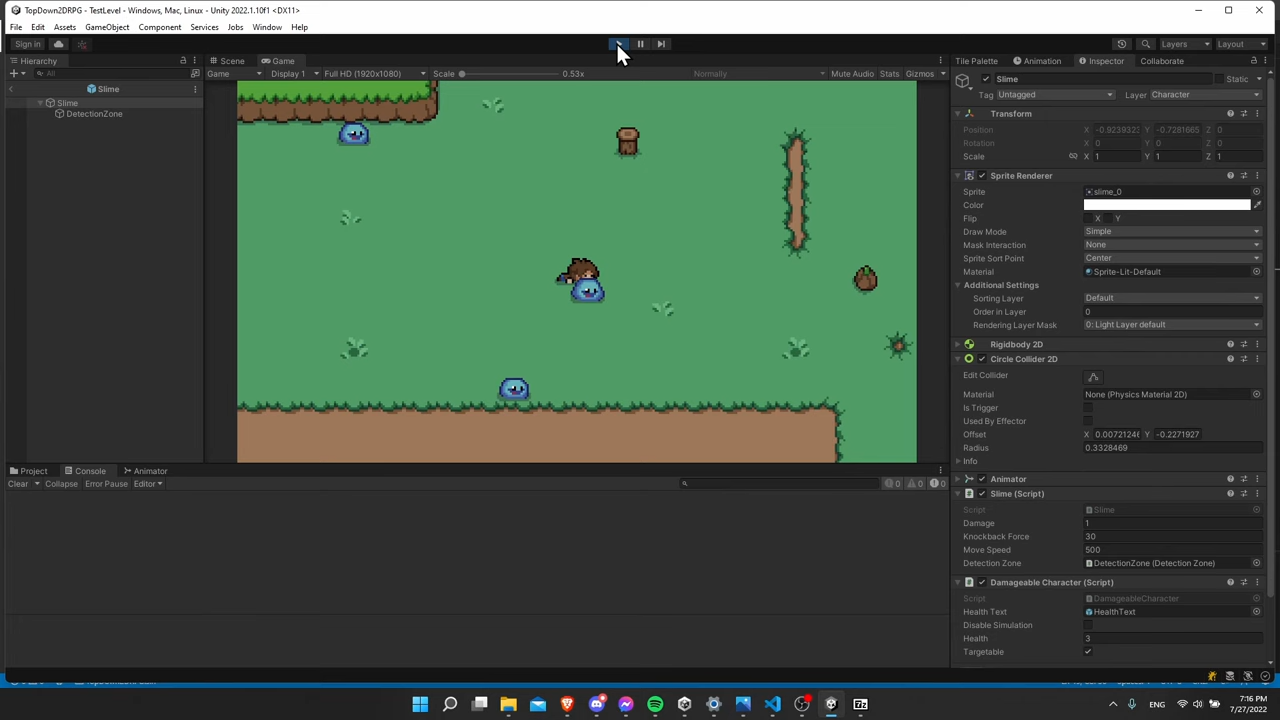 TopDown2DRPG - TestLevel - Windows, Mac, Linux - Unity 2022.1.10f1 <DX11>
File Edit Assets GameObject Component Services Jobs Window Help
Sign in Layers Layout
Hierarchy Scene Game Tile Palette Animation Inspector Collaborate
All Game Display 1 Full HD (1920x1080) Scale 0.53x Normally Mute Audio Stats Gizmos
Slime
Slime
DetectionZone
Slime Static
Tag Untagged Layer Character
Transform
Position X -0.9239323 Y -0.7281665 Z 0
Rotation X 0 Y 0 Z 0
Scale X 1 Y 1 Z 1
Sprite Renderer
Sprite slime_0
Color
Flip X Y
Draw Mode Simple
Mask Interaction None
Sprite Sort Point Center
Material Sprite-Lit-Default
Additional Settings
Sorting Layer Default
Order in Layer 0
Rendering Layer Mask 0: Light Layer default
Rigidbody 2D
Circle Collider 2D
Edit Collider
Material None (Physics Material 2D)
Is Trigger
Used By Effector
Offset X 0.0072124 Y -0.2271927
Radius 0.3328469
Info
Animator
Slime (Script)
Script Slime
Damage 1
Knockback Force 30
Move Speed 500
Detection Zone DetectionZone (Detection Zone)
Damageable Character (Script)
Script DamageableCharacter
Health Text HealthText
Disable Simulation
Health 3
Targetable
Project Console Animator
Clear Collapse Error Pause Editor 0 0 0
ENG 7:16 PM
7/27/2022